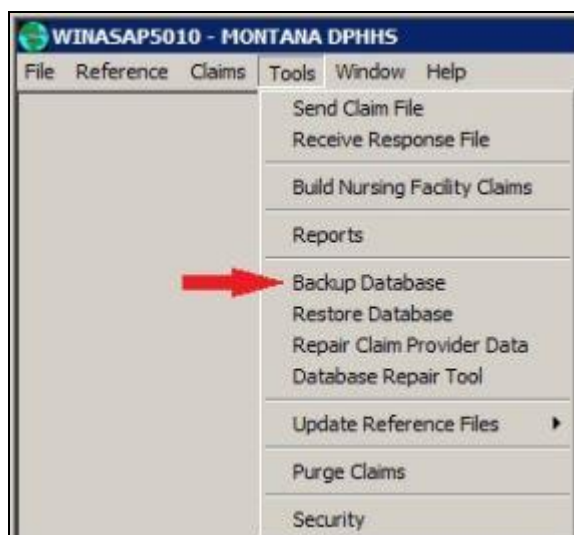 WINASAP5010 - MONTANA DPHHS
File Reference Claims Tools Window Help
Send Claim File
Receive Response File
Build Nursing Facility Claims
Reports
Backup Database
Restore Database
Repair Claim Provider Data
Database Repair Tool
Update Reference Files
Purge Claims
Security